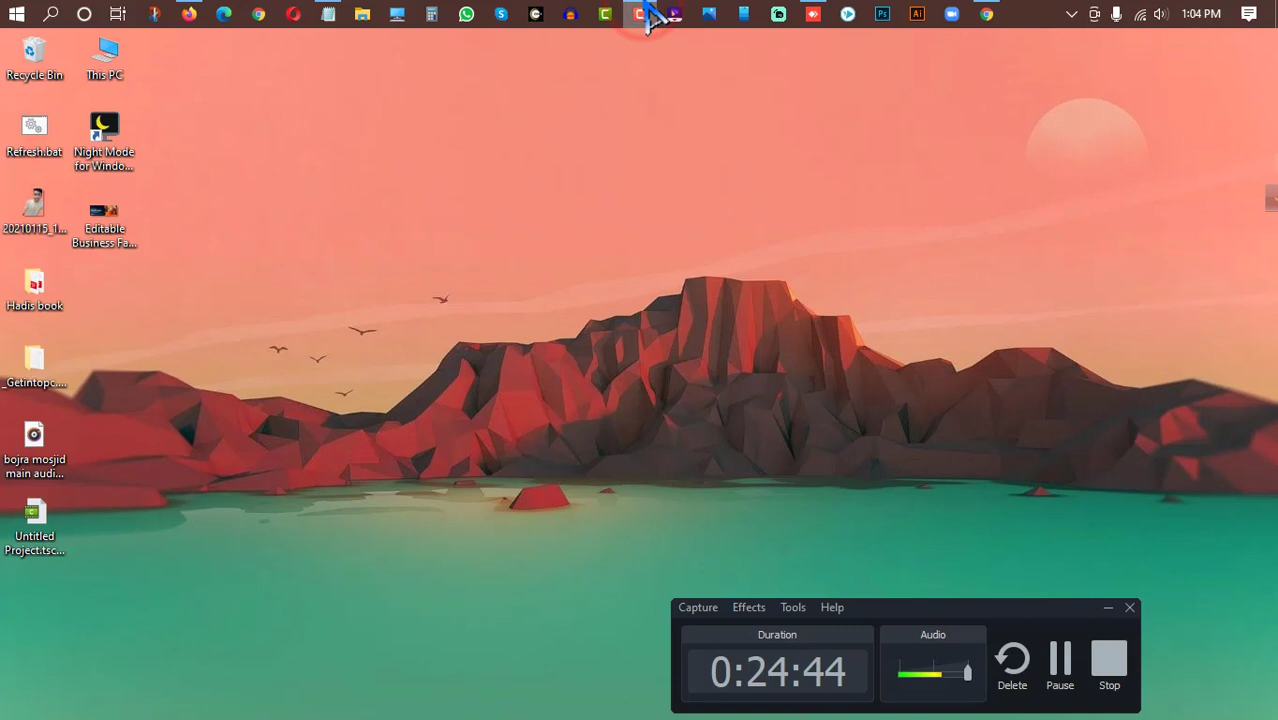 1:04 PM
Recycle Bin
This PC
Refresh.bat
Night Mode
for Windo...
20210115_1...
Editable
Business Fa...
Hadis book
_Getintopc....
bojra mosjid
main audi...
Untitled
Project.tsc...
Capture Effects Tools Help
Duration
Audio
0:24:44
Delete Pause Stop